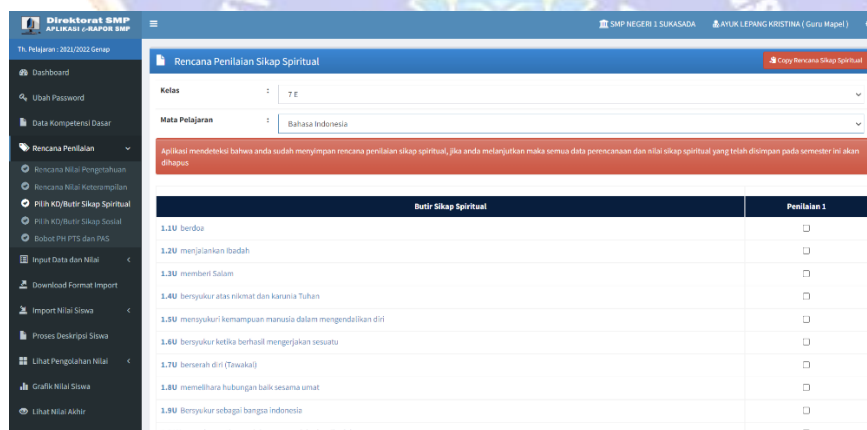 Direktorat SMP
APLIKASI e-RAPOR SMP
SMP NEGERI 1 SUKASADA
AYUK LEPANG KRISTINA ( Guru Mapel )
Th. Pelajaran : 2021/2022 Genap
Dashboard
Ubah Password
Data Kompetensi Dasar
Rencana Penilaian
Rencana Nilai Pengetahuan
Rencana Nilai Keterampilan
Pilih KD/Butir Sikap Spiritual
Pilih KD/Butir Sikap Sosial
Bobot PH PTS dan PAS
Input Data dan Nilai
Download Format Import
Import Nilai Siswa
Proses Deskripsi Siswa
Lihat Pengolahan Nilai
Grafik Nilai Siswa
Lihat Nilai Akhir
Rencana Penilaian Sikap Spiritual
Copy Rencana Sikap Spiritual
Kelas : 7 E
Mata Pelajaran : Bahasa Indonesia
Aplikasi mendeteksi bahwa anda sudah menyimpan rencana penilaian sikap spiritual, jika anda melanjutkan maka semua data perencanaan dan nilai sikap spiritual yang telah disimpan pada semester ini akan
dihapus
Butir Sikap Spiritual Penilaian 1
1.1U berdoa
1.2U menjalankan Ibadah
1.3U memberi Salam
1.4U bersyukur atas nikmat dan karunia Tuhan
1.5U mensyukuri kemampuan manusia dalam mengendalikan diri
1.6U bersyukur ketika berhasil mengerjakan sesuatu
1.7U berserah diri (Tawakal)
1.8U memelihara hubungan baik sesama umat
1.9U Bersyukur sebagai bangsa indonesia